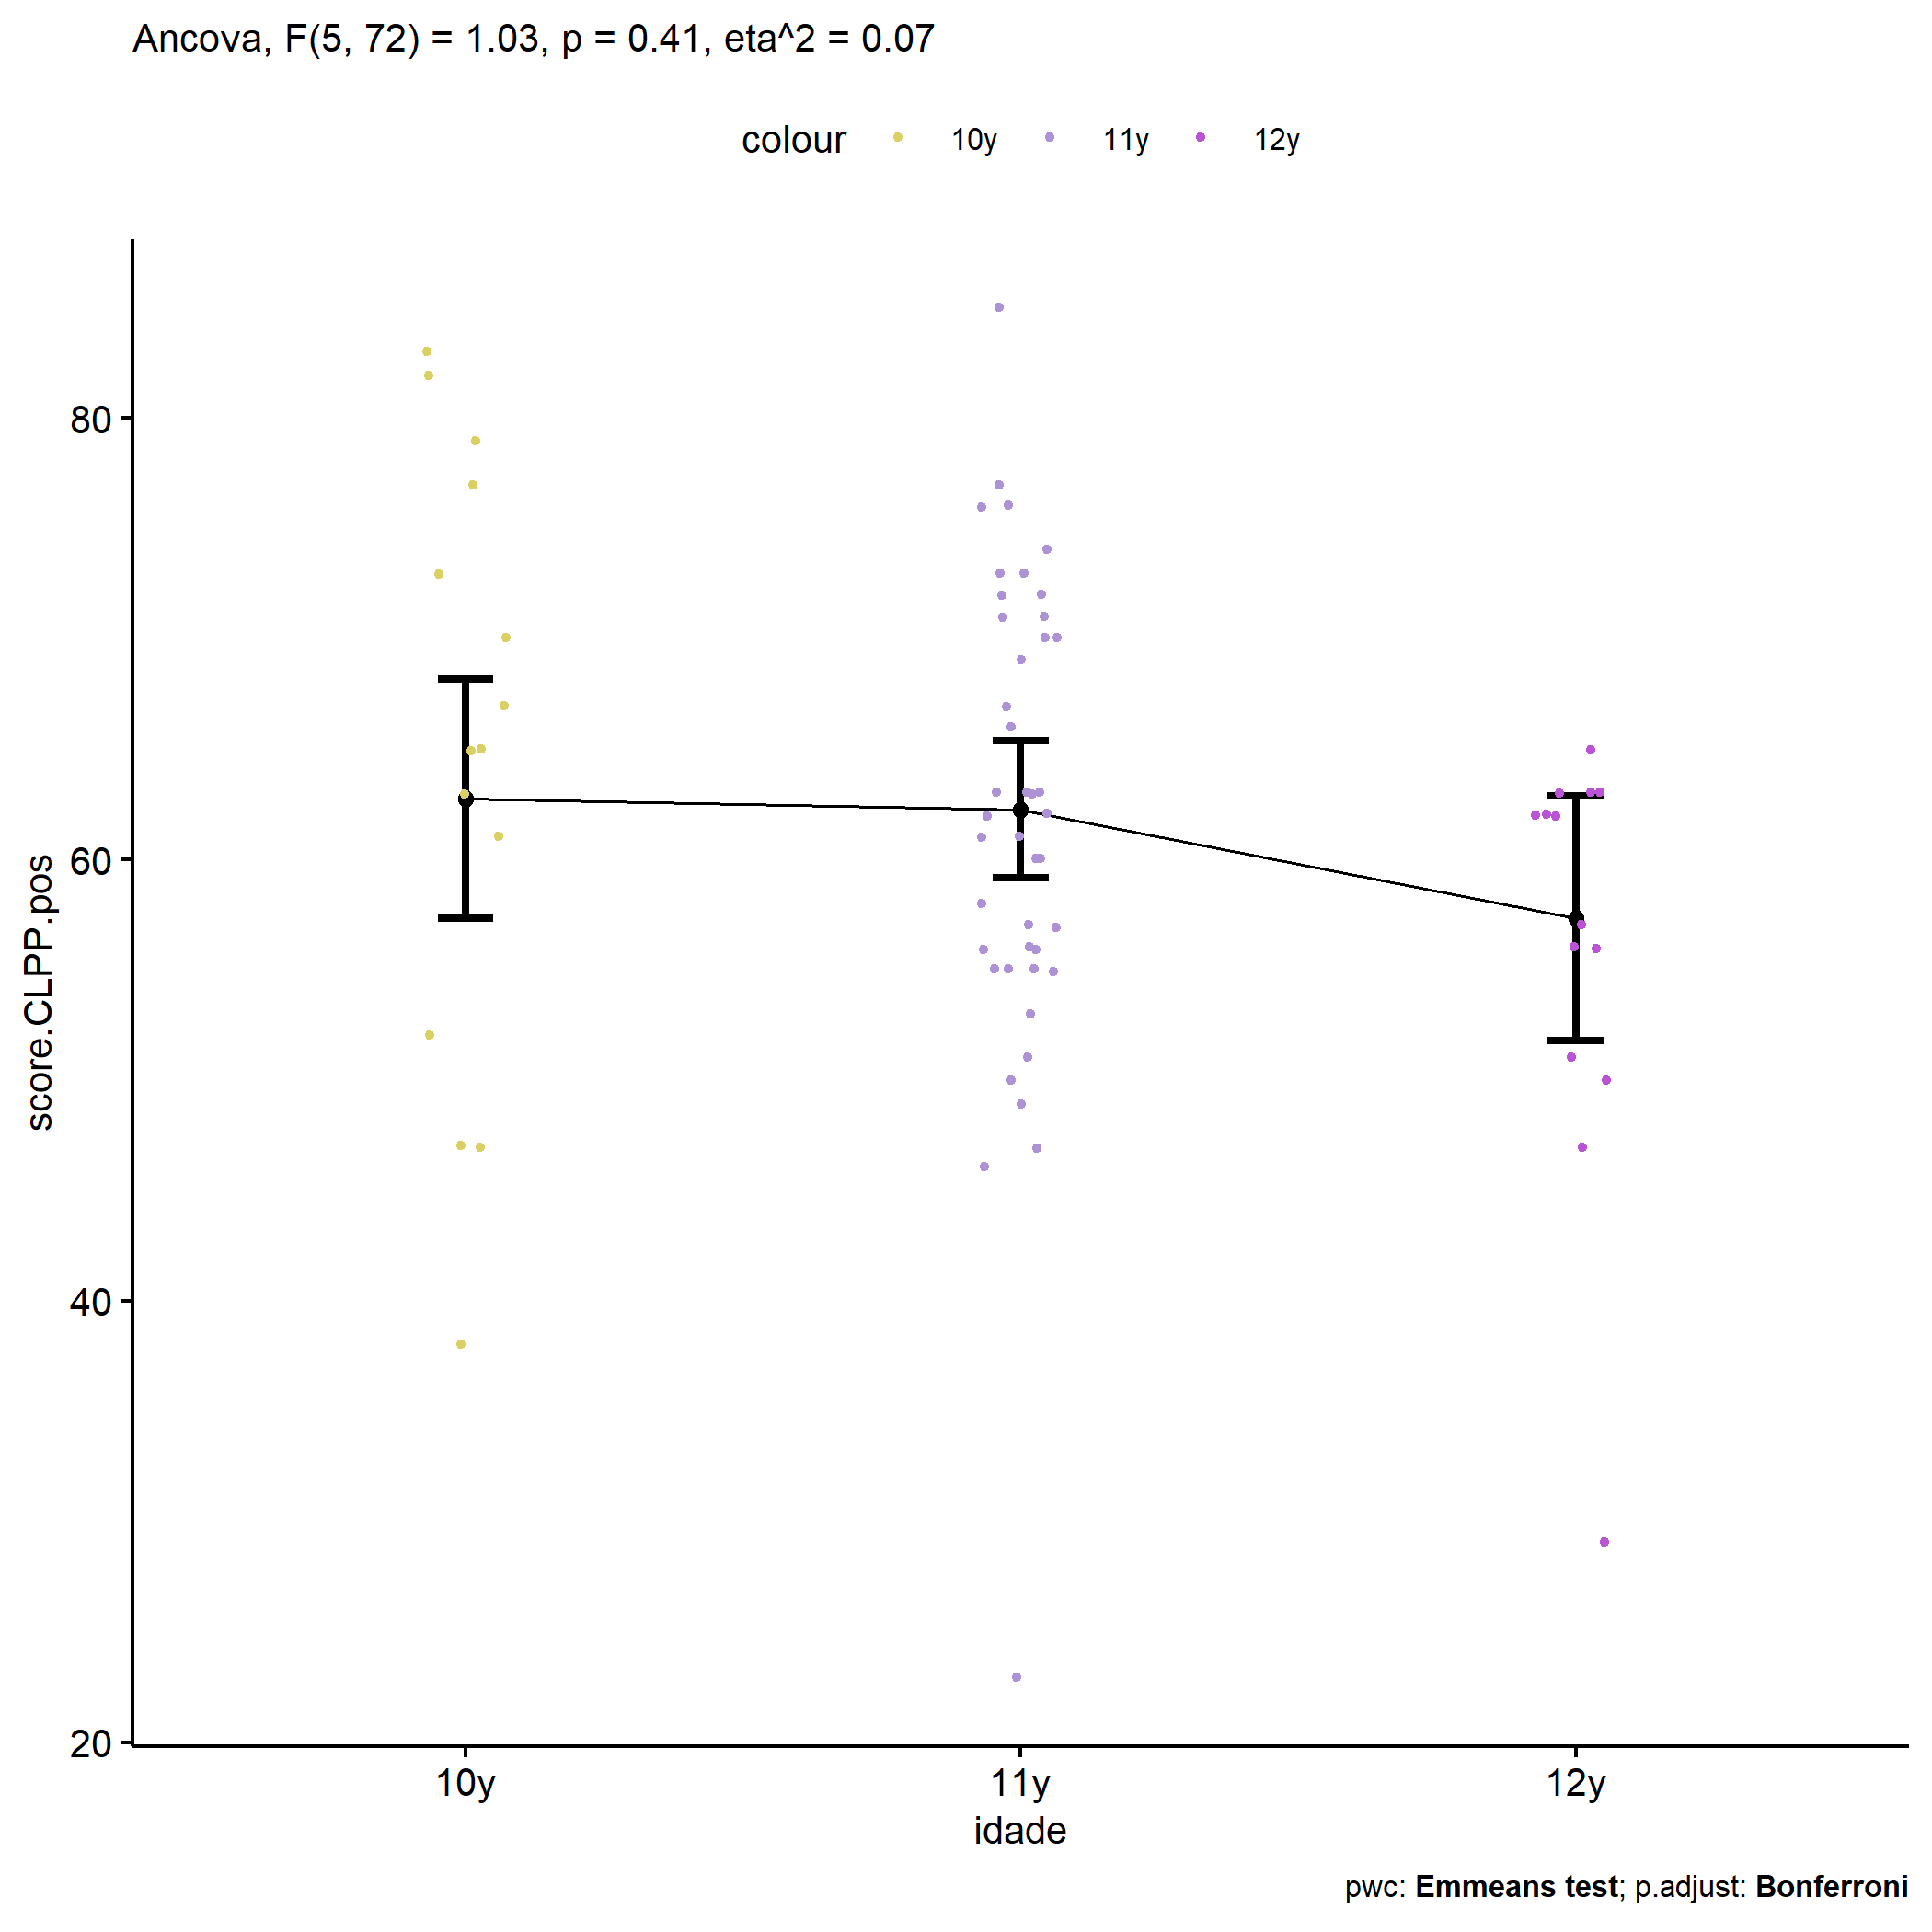 Ancova, F(5, 72) = 1.03, p = 0.41, eta^2 = 0.07
colour 10y 11y 12y
score.CLPP.pos
80
60
40
20
10y 11y 12y
idade
pwc: Emmeans test; p.adjust: Bonferroni